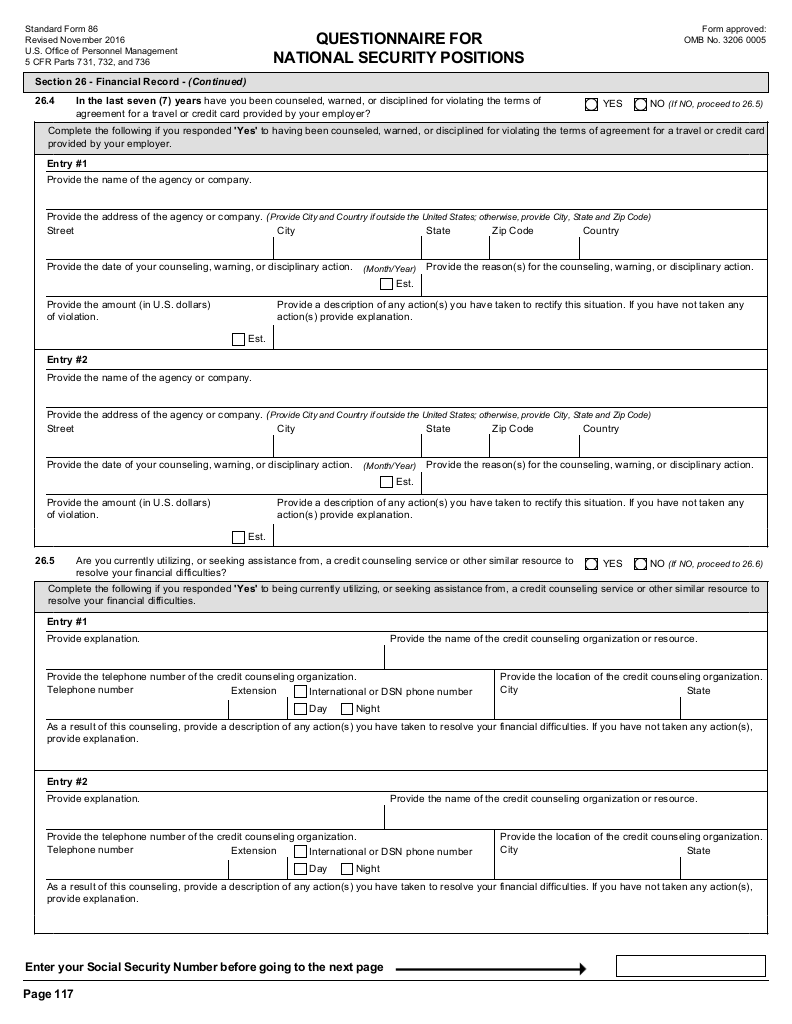 Standard Form 86
Revised November 2016
U.S. Office of Personnel Management
5 CFR Parts 731, 732, and 736
QUESTIONNAIRE FOR
NATIONAL SECURITY POSITIONS
Form approved:
OMB No. 3206 0005
Section 26 - Financial Record - (Continued)
26.4 In the last seven (7) years have you been counseled, warned, or disciplined for violating the terms of
agreement for a travel or credit card provided by your employer?
YES NO (If NO, proceed to 26.5)
Complete the following if you responded 'Yes' to having been counseled, warned, or disciplined for violating the terms of agreement for a travel or credit card
provided by your employer.
Entry #1
Provide the name of the agency or company.
Provide the address of the agency or company. (Provide City and Country if outside the United States; otherwise, provide City, State and Zip Code)
Street City State Zip Code Country
Provide the date of your counseling, warning, or disciplinary action. (Month/Year) Provide the reason(s) for the counseling, warning, or disciplinary action.
Est.
Provide the amount (in U.S. dollars)
of violation.
Est.
Provide a description of any action(s) you have taken to rectify this situation. If you have not taken any
action(s) provide explanation.
Entry #2
Provide the name of the agency or company.
Provide the address of the agency or company. (Provide City and Country if outside the United States; otherwise, provide City, State and Zip Code)
Street City State Zip Code Country
Provide the date of your counseling, warning, or disciplinary action. (Month/Year) Provide the reason(s) for the counseling, warning, or disciplinary action.
Est.
Provide the amount (in U.S. dollars)
of violation.
Est.
Provide a description of any action(s) you have taken to rectify this situation. If you have not taken any
action(s) provide explanation.
26.5 Are you currently utilizing, or seeking assistance from, a credit counseling service or other similar resource to
resolve your financial difficulties?
YES NO (If NO, proceed to 26.6)
Complete the following if you responded 'Yes' to being currently utilizing, or seeking assistance from, a credit counseling service or other similar resource to
resolve your financial difficulties.
Entry #1
Provide explanation. Provide the name of the credit counseling organization or resource.
Provide the telephone number of the credit counseling organization. Provide the location of the credit counseling organization.
Telephone number Extension International or DSN phone number City State
Day Night
As a result of this counseling, provide a description of any action(s) you have taken to resolve your financial difficulties. If you have not taken any action(s),
provide explanation.
Entry #2
Provide explanation. Provide the name of the credit counseling organization or resource.
Provide the telephone number of the credit counseling organization. Provide the location of the credit counseling organization.
Telephone number Extension International or DSN phone number City State
Day Night
As a result of this counseling, provide a description of any action(s) you have taken to resolve your financial difficulties. If you have not taken any action(s),
provide explanation.
Enter your Social Security Number before going to the next page
Page 117